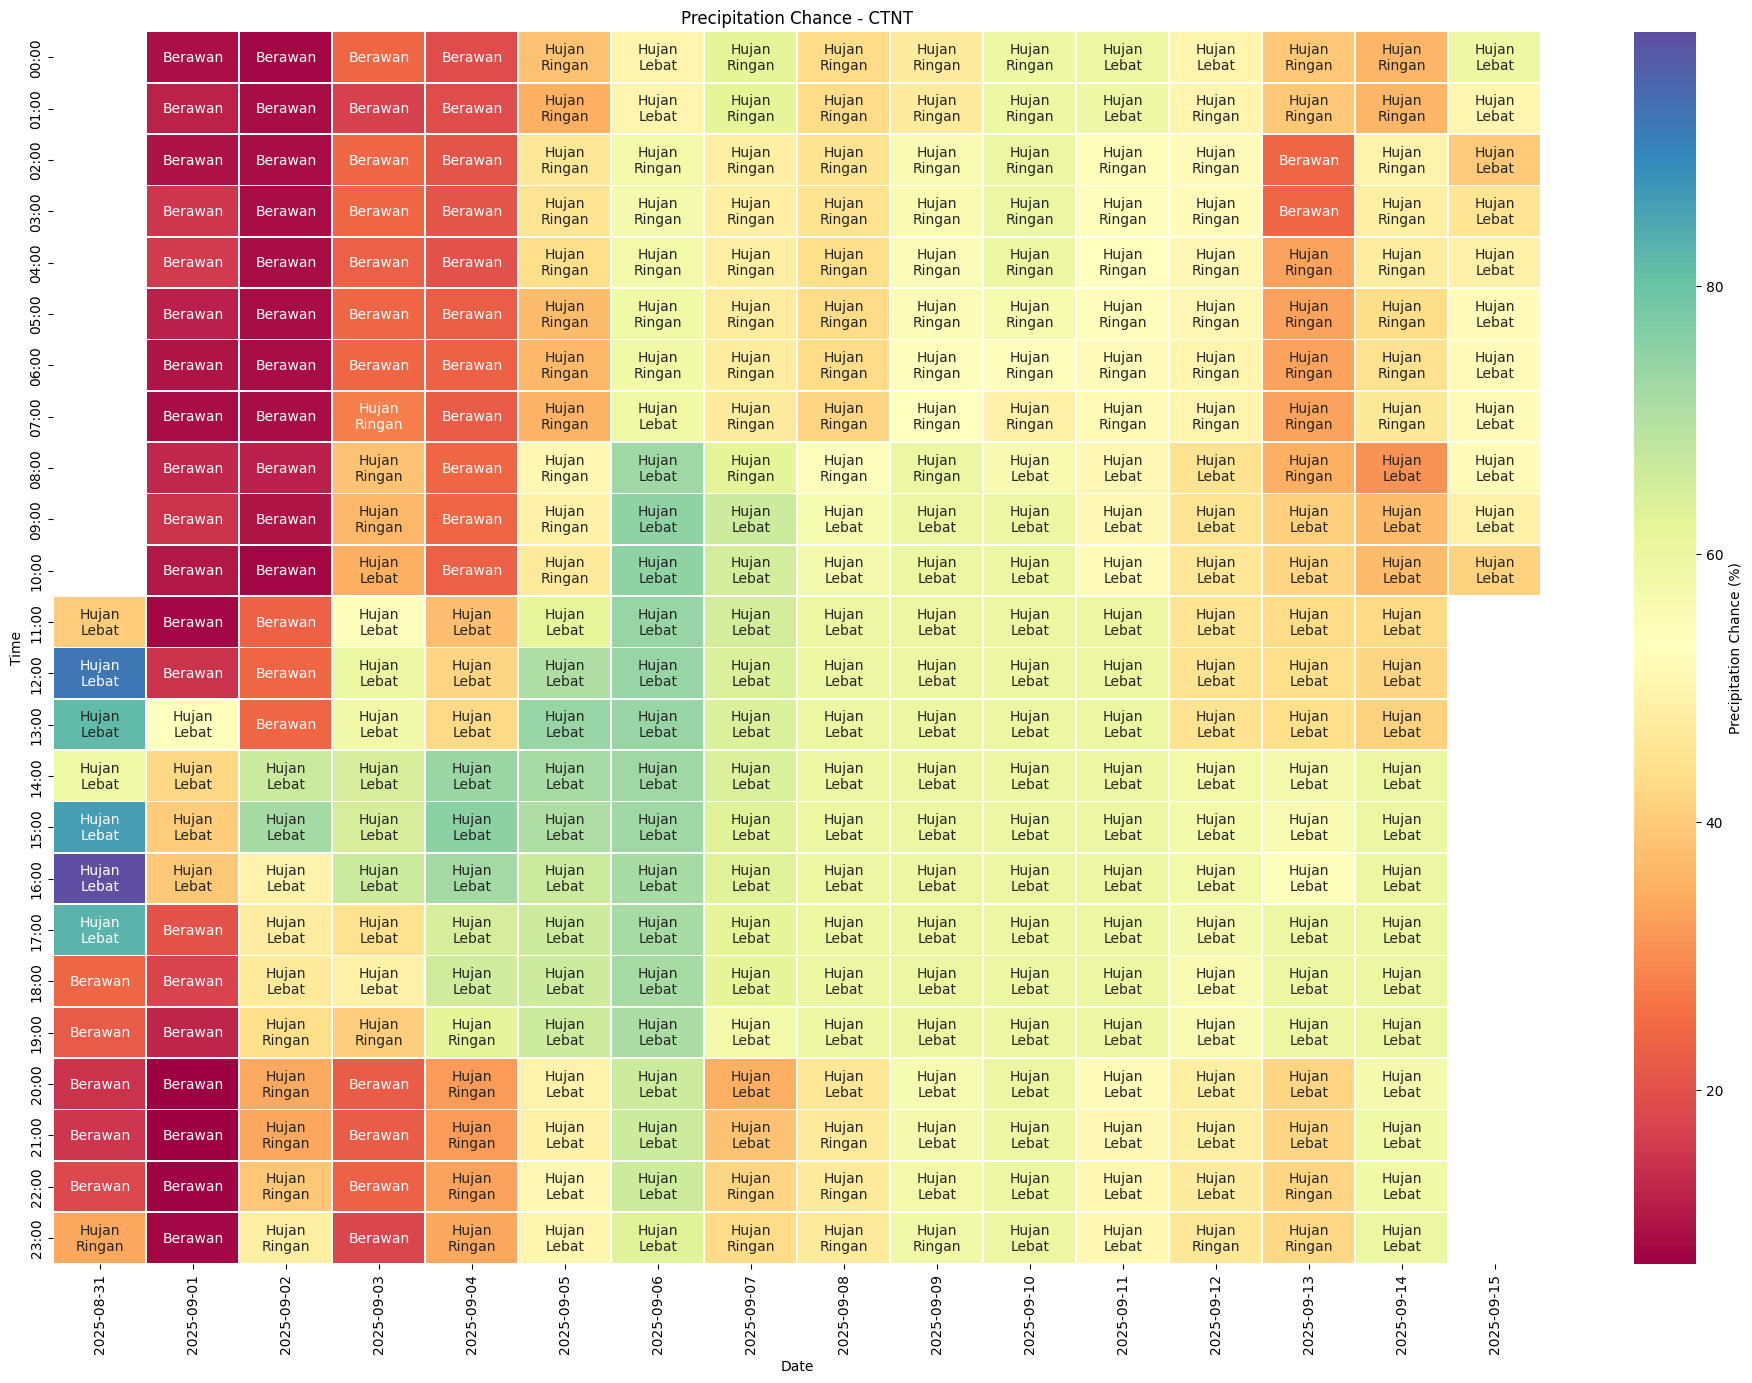 Precipitation Chance - CTNT
00:00 Berawan Berawan Berawan Berawan Hujan Ringan Hujan Lebat Hujan Ringan Hujan Ringan Hujan Ringan Hujan Ringan Hujan Lebat Hujan Lebat Hujan Ringan Hujan Ringan Hujan Lebat
01:00 Berawan Berawan Berawan Berawan Hujan Ringan Hujan Lebat Hujan Ringan Hujan Ringan Hujan Ringan Hujan Ringan Hujan Lebat Hujan Ringan Hujan Ringan Hujan Ringan Hujan Lebat
02:00 Berawan Berawan Berawan Berawan Hujan Ringan Hujan Ringan Hujan Ringan Hujan Ringan Hujan Ringan Hujan Ringan Hujan Ringan Hujan Ringan Berawan Hujan Ringan Hujan Lebat
03:00 Berawan Berawan Berawan Berawan Hujan Ringan Hujan Ringan Hujan Ringan Hujan Ringan Hujan Ringan Hujan Ringan Hujan Ringan Hujan Ringan Berawan Hujan Ringan Hujan Lebat
04:00 Berawan Berawan Berawan Berawan Hujan Ringan Hujan Ringan Hujan Ringan Hujan Ringan Hujan Ringan Hujan Ringan Hujan Ringan Hujan Ringan Hujan Ringan Hujan Ringan Hujan Lebat
05:00 Berawan Berawan Berawan Berawan Hujan Ringan Hujan Ringan Hujan Ringan Hujan Ringan Hujan Ringan Hujan Ringan Hujan Ringan Hujan Ringan Hujan Ringan Hujan Ringan Hujan Lebat
06:00 Berawan Berawan Berawan Berawan Hujan Ringan Hujan Ringan Hujan Ringan Hujan Ringan Hujan Ringan Hujan Ringan Hujan Ringan Hujan Ringan Hujan Ringan Hujan Ringan Hujan Lebat
07:00 Berawan Berawan Hujan Ringan Berawan Hujan Ringan Hujan Lebat Hujan Ringan Hujan Ringan Hujan Ringan Hujan Ringan Hujan Ringan Hujan Ringan Hujan Ringan Hujan Ringan Hujan Lebat
08:00 Berawan Berawan Hujan Ringan Berawan Hujan Ringan Hujan Lebat Hujan Ringan Hujan Ringan Hujan Ringan Hujan Lebat Hujan Lebat Hujan Lebat Hujan Ringan Hujan Lebat Hujan Lebat
09:00 Berawan Berawan Hujan Ringan Berawan Hujan Ringan Hujan Lebat Hujan Lebat Hujan Lebat Hujan Lebat Hujan Lebat Hujan Lebat Hujan Lebat Hujan Lebat Hujan Lebat Hujan Lebat
10:00 Berawan Berawan Hujan Lebat Berawan Hujan Ringan Hujan Lebat Hujan Lebat Hujan Lebat Hujan Lebat Hujan Lebat Hujan Lebat Hujan Lebat Hujan Lebat Hujan Lebat Hujan Lebat
11:00 Hujan Lebat Berawan Berawan Hujan Lebat Hujan Lebat Hujan Lebat Hujan Lebat Hujan Lebat Hujan Lebat Hujan Lebat Hujan Lebat Hujan Lebat Hujan Lebat Hujan Lebat Hujan Lebat
12:00 Hujan Lebat Berawan Berawan Hujan Lebat Hujan Lebat Hujan Lebat Hujan Lebat Hujan Lebat Hujan Lebat Hujan Lebat Hujan Lebat Hujan Lebat Hujan Lebat Hujan Lebat Hujan Lebat
13:00 Hujan Lebat Hujan Lebat Berawan Hujan Lebat Hujan Lebat Hujan Lebat Hujan Lebat Hujan Lebat Hujan Lebat Hujan Lebat Hujan Lebat Hujan Lebat Hujan Lebat Hujan Lebat Hujan Lebat
14:00 Hujan Lebat Hujan Lebat Hujan Lebat Hujan Lebat Hujan Lebat Hujan Lebat Hujan Lebat Hujan Lebat Hujan Lebat Hujan Lebat Hujan Lebat Hujan Lebat Hujan Lebat Hujan Lebat Hujan Lebat
15:00 Hujan Lebat Hujan Lebat Hujan Lebat Hujan Lebat Hujan Lebat Hujan Lebat Hujan Lebat Hujan Lebat Hujan Lebat Hujan Lebat Hujan Lebat Hujan Lebat Hujan Lebat Hujan Lebat Hujan Lebat
16:00 Hujan Lebat Hujan Lebat Hujan Lebat Hujan Lebat Hujan Lebat Hujan Lebat Hujan Lebat Hujan Lebat Hujan Lebat Hujan Lebat Hujan Lebat Hujan Lebat Hujan Lebat Hujan Lebat Hujan Lebat
17:00 Hujan Lebat Berawan Hujan Lebat Hujan Lebat Hujan Lebat Hujan Lebat Hujan Lebat Hujan Lebat Hujan Lebat Hujan Lebat Hujan Lebat Hujan Lebat Hujan Lebat Hujan Lebat Hujan Lebat
18:00 Berawan Berawan Hujan Lebat Hujan Lebat Hujan Lebat Hujan Lebat Hujan Lebat Hujan Lebat Hujan Lebat Hujan Lebat Hujan Lebat Hujan Lebat Hujan Lebat Hujan Lebat Hujan Lebat
19:00 Berawan Berawan Hujan Ringan Hujan Ringan Hujan Ringan Hujan Lebat Hujan Lebat Hujan Lebat Hujan Lebat Hujan Lebat Hujan Lebat Hujan Lebat Hujan Lebat Hujan Lebat Hujan Lebat
20:00 Berawan Berawan Hujan Ringan Berawan Hujan Ringan Hujan Lebat Hujan Lebat Hujan Lebat Hujan Lebat Hujan Lebat Hujan Lebat Hujan Lebat Hujan Lebat Hujan Lebat Hujan Lebat
21:00 Berawan Berawan Hujan Ringan Berawan Hujan Ringan Hujan Lebat Hujan Lebat Hujan Lebat Hujan Ringan Hujan Lebat Hujan Lebat Hujan Lebat Hujan Lebat Hujan Lebat Hujan Lebat
22:00 Berawan Berawan Hujan Ringan Berawan Hujan Ringan Hujan Lebat Hujan Lebat Hujan Ringan Hujan Ringan Hujan Lebat Hujan Lebat Hujan Lebat Hujan Lebat Hujan Ringan Hujan Lebat
23:00 Hujan Ringan Berawan Hujan Ringan Berawan Hujan Ringan Hujan Lebat Hujan Lebat Hujan Ringan Hujan Ringan Hujan Ringan Hujan Lebat Hujan Lebat Hujan Ringan Hujan Ringan Hujan Lebat
Time
2025-08-31 2025-09-01 2025-09-02 2025-09-03 2025-09-04 2025-09-05 2025-09-06 2025-09-07 2025-09-08 2025-09-09 2025-09-10 2025-09-11 2025-09-12 2025-09-13 2025-09-14 2025-09-15
Date
80
60
40
20
Precipitation Chance (%)